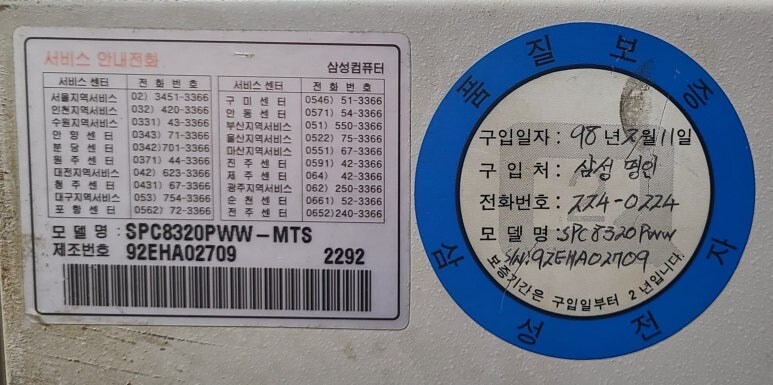 서비스 안내전화
삼성컴퓨터
서비스 센터 전 화 번 호
서울지역서비스 02) 3451-3366
인천지역서비스 032) 420-3366
수원지역서비스 0331) 43-3366
안 양 센 터 0343) 71-3366
분 당 센 터 0342)701-3366
원 주 센 터 0371) 44-3366
대전지역서비스 042) 623-3366
청 주 센 터 0431) 67-3366
대구지역서비스 053) 754-3366
포 항 센 터 0562) 72-3366
서비스 센터 전 화 번 호
구 미 센 터 0546) 51-3366
안 동 센 터 0571) 54-3366
부산지역서비스 051) 550-3366
울산지역서비스 0522) 75-3366
마산지역서비스 0551) 67-3366
진 주 센 터 0591) 42-3366
제 주 센 터 064) 42-3366
광주지역서비스 062) 250-3366
순 천 센 터 0661) 52-3366
전 주 센 터 0652)240-3366
모 델 명 : SPC8320PWW-MTS
제조번호 92EHA02709 2292
품질보증
구입일자: 98년 2월 11일
구 입 처: 삼성 명인
전화번호: 224-0224
모 델 명: SPC8320PWW
S/N: 92EHA02709
보증기간은 구입일부터 2년입니다.
삼성전자